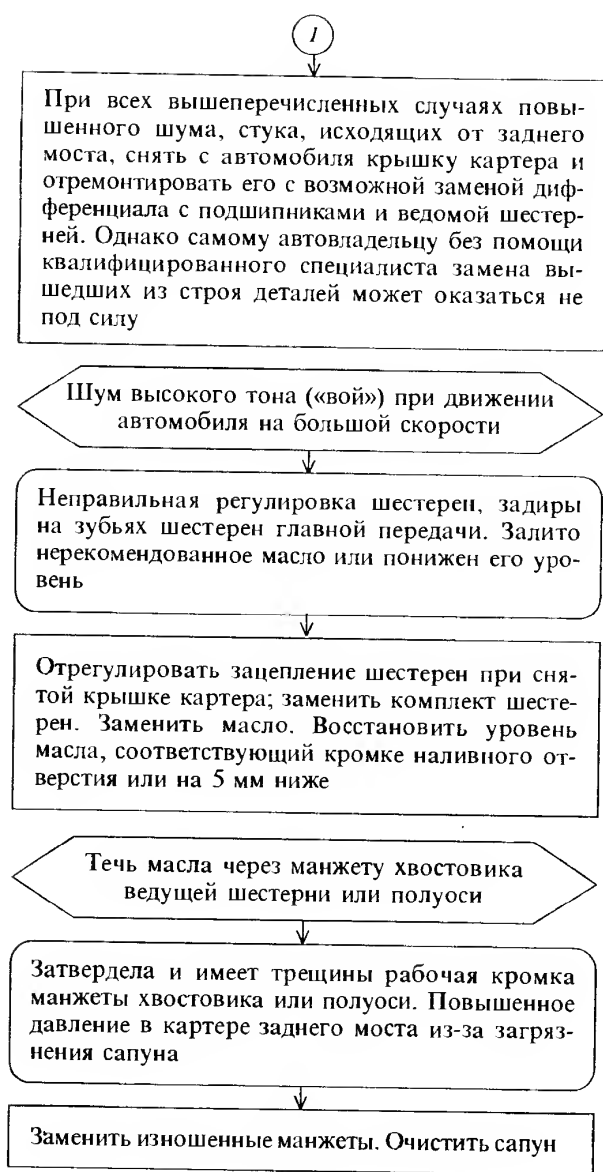 1
При всех вышеперечисленных случаях повы-
шенного шума, стука, исходящих от заднего
моста, снять с автомобиля крышку картера и
отремонтировать его с возможной заменой диф-
ференциала с подшипниками и ведомой шестер-
ней. Однако самому автовладельцу без помощи
квалифицированного специалиста замена вы-
шедших из строя деталей может оказаться не
под силу
Шум высокого тона («вой») при движении
автомобиля на большой скорости
Неправильная регулировка шестерен, задиры
на зубьях шестерен главной передачи. Залито
нерекомендованное масло или понижен его уро-
вень
Отрегулировать зацепление шестерен при сня-
той крышке картера; заменить комплект шесте-
рен. Заменить масло. Восстановить уровень
масла, соответствующий кромке наливного от-
верстия или на 5 мм ниже
Течь масла через манжету хвостовика
ведущей шестерни или полуоси
Затвердела и имеет трещины рабочая кромка
манжеты хвостовика или полуоси. Повышенное
давление в картере заднего моста из-за загряз-
нения сапуна
Заменить изношенные манжеты. Очистить сапун